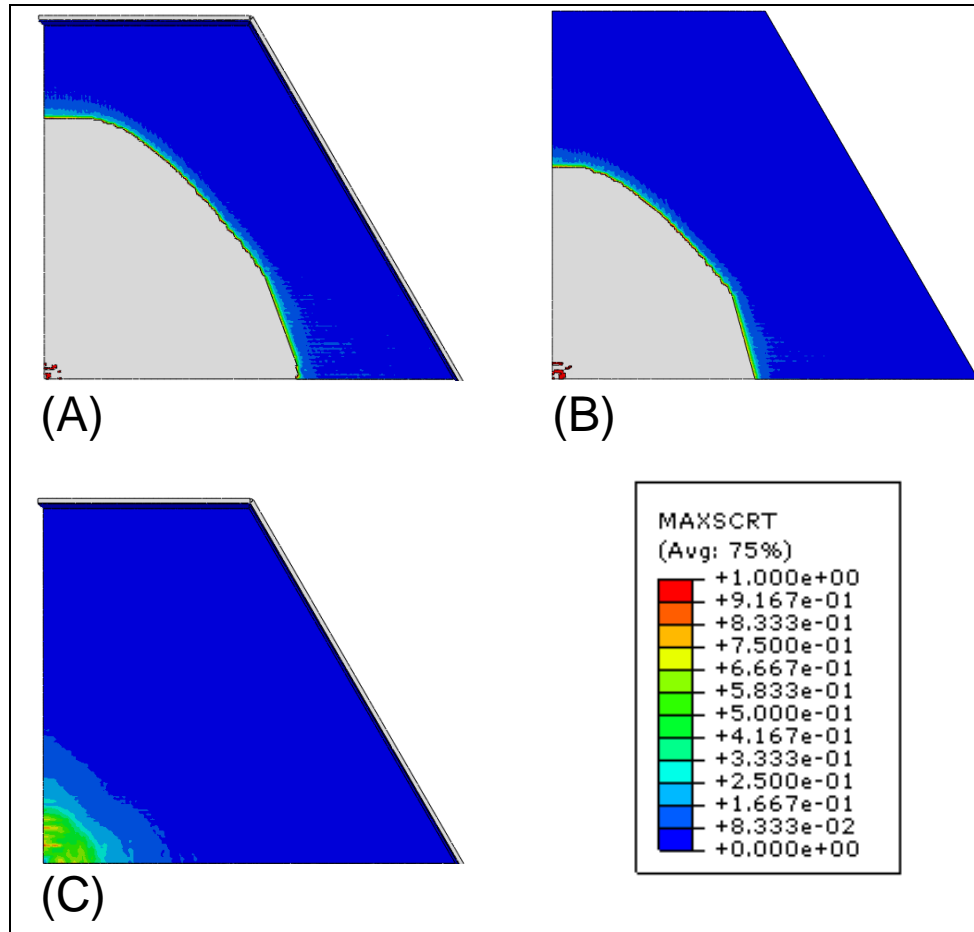 (A)
(B)
(C)
MAXSCRT
(Avg: 75%)
+1.000e+00
+9.167e-01
+8.333e-01
+7.500e-01
+6.667e-01
+5.833e-01
+5.000e-01
+4.167e-01
+3.333e-01
+2.500e-01
+1.667e-01
+8.333e-02
+0.000e+00